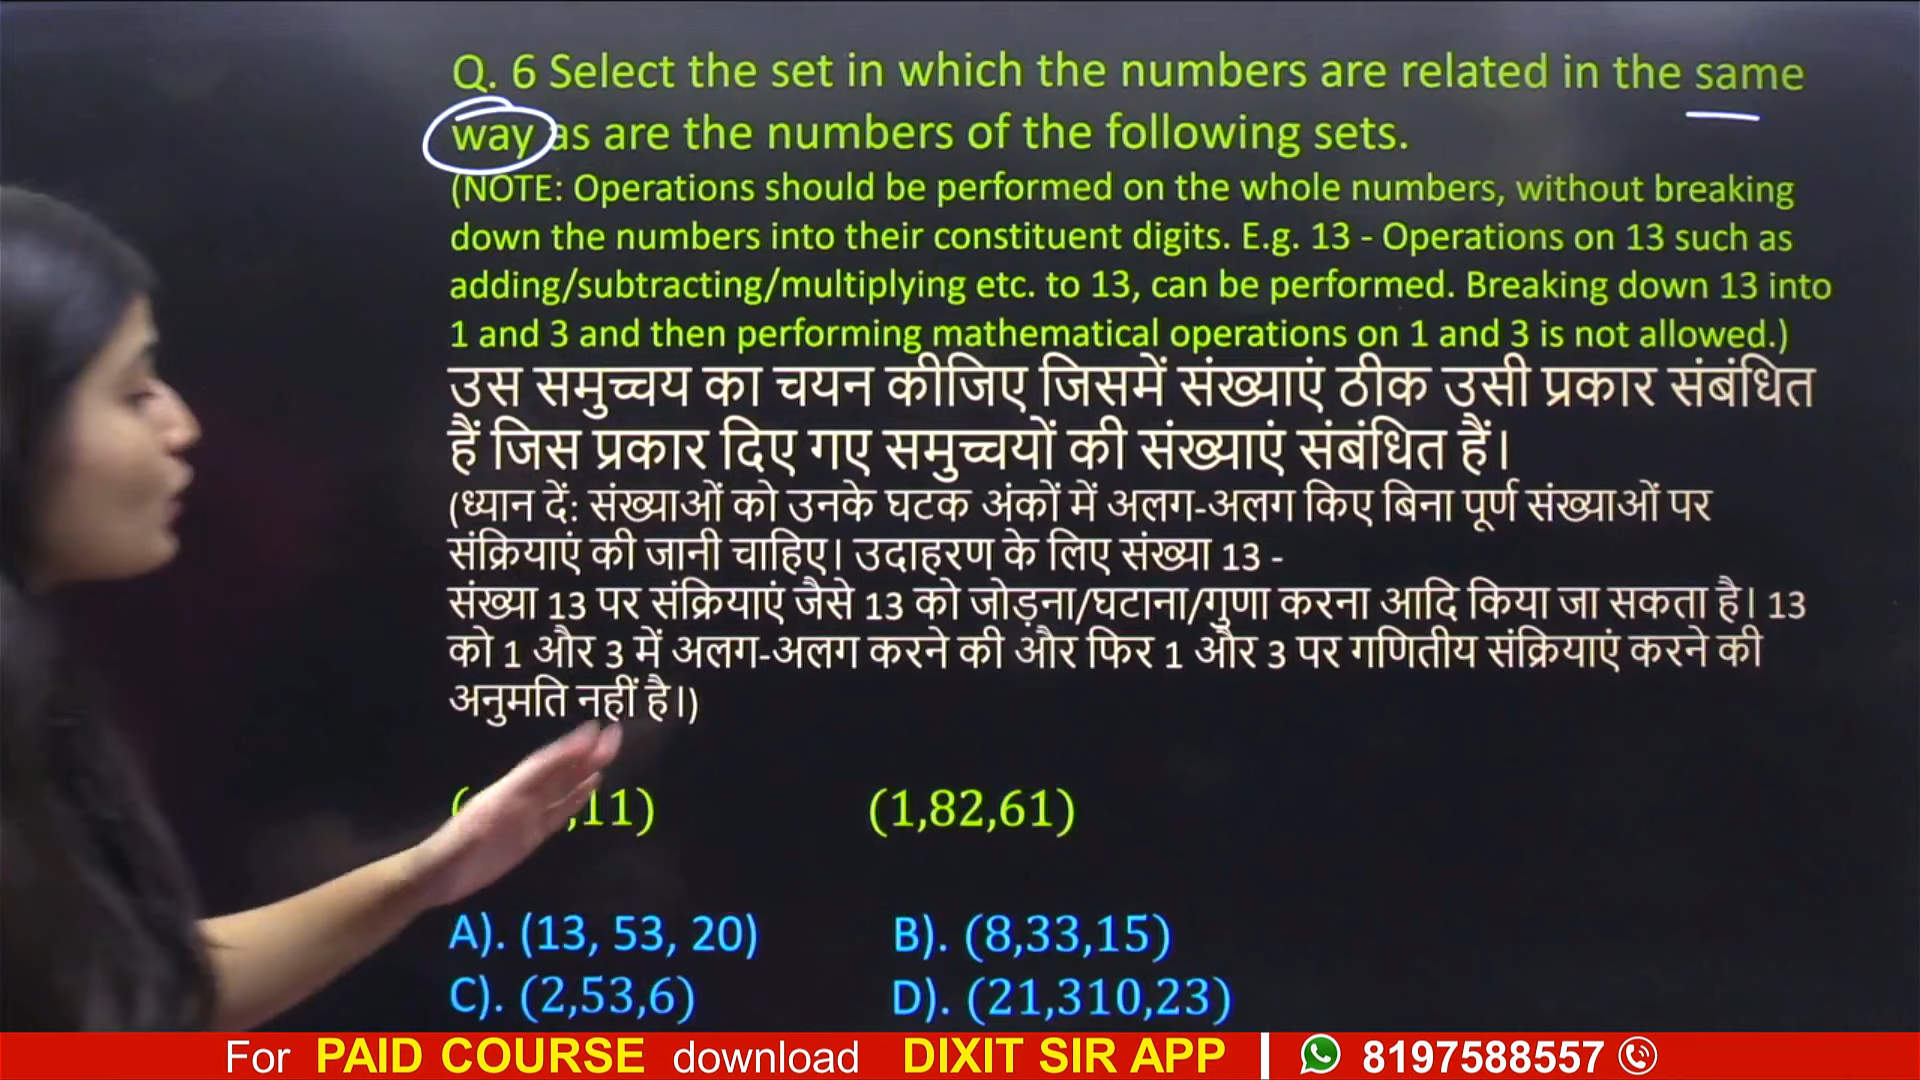 Q. 6 Select the set in which the numbers are related in the same
way as are the numbers of the following sets.
(NOTE: Operations should be performed on the whole numbers, without breaking
down the numbers into their constituent digits. E.g. 13 - Operations on 13 such as
adding/subtracting/multiplying etc. to 13, can be performed. Breaking down 13 into
1 and 3 and then performing mathematical operations on 1 and 3 is not allowed.)
उस समुच्चय का चयन कीजिए जिसमें संख्याएं ठीक उसी प्रकार संबंधित
हैं जिस प्रकार दिए गए समुच्चयों की संख्याएं संबंधित हैं।
(ध्यान दें: संख्याओं को उनके घटक अंकों में अलग-अलग किए बिना पूर्ण संख्याओं पर
संक्रियाएं की जानी चाहिए। उदाहरण के लिए संख्या 13 -
संख्या 13 पर संक्रियाएं जैसे 13 को जोड़ना/घटाना/गुणा करना आदि किया जा सकता है। 13
को 1 और 3 में अलग-अलग करने की और फिर 1 और 3 पर गणितीय संक्रियाएं करने की
अनुमति नहीं है।)
,11) (1,82,61)
A). (13, 53, 20) B). (8,33,15)
C). (2,53,6) D). (21,310,23)
For PAID COURSE download DIXIT SIR APP | 8197588557